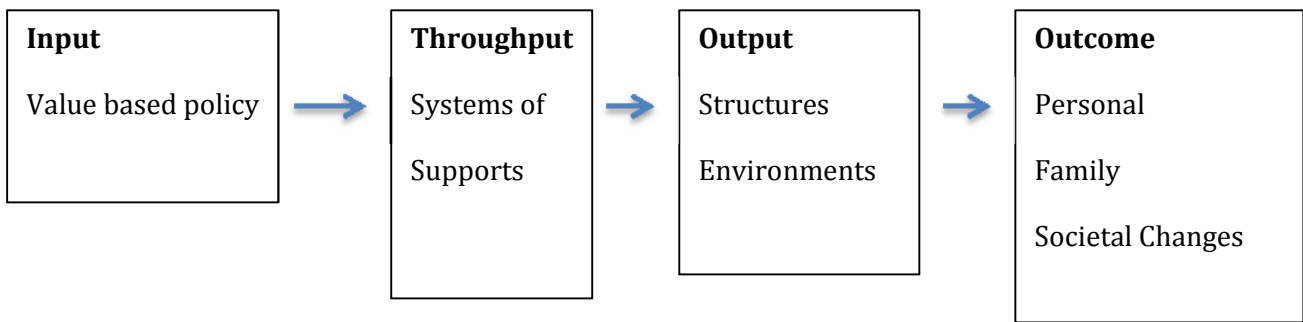 Input
Value based policy
Throughput
Systems of
Supports
Output
Structures
Environments
Outcome
Personal
Family
Societal Changes